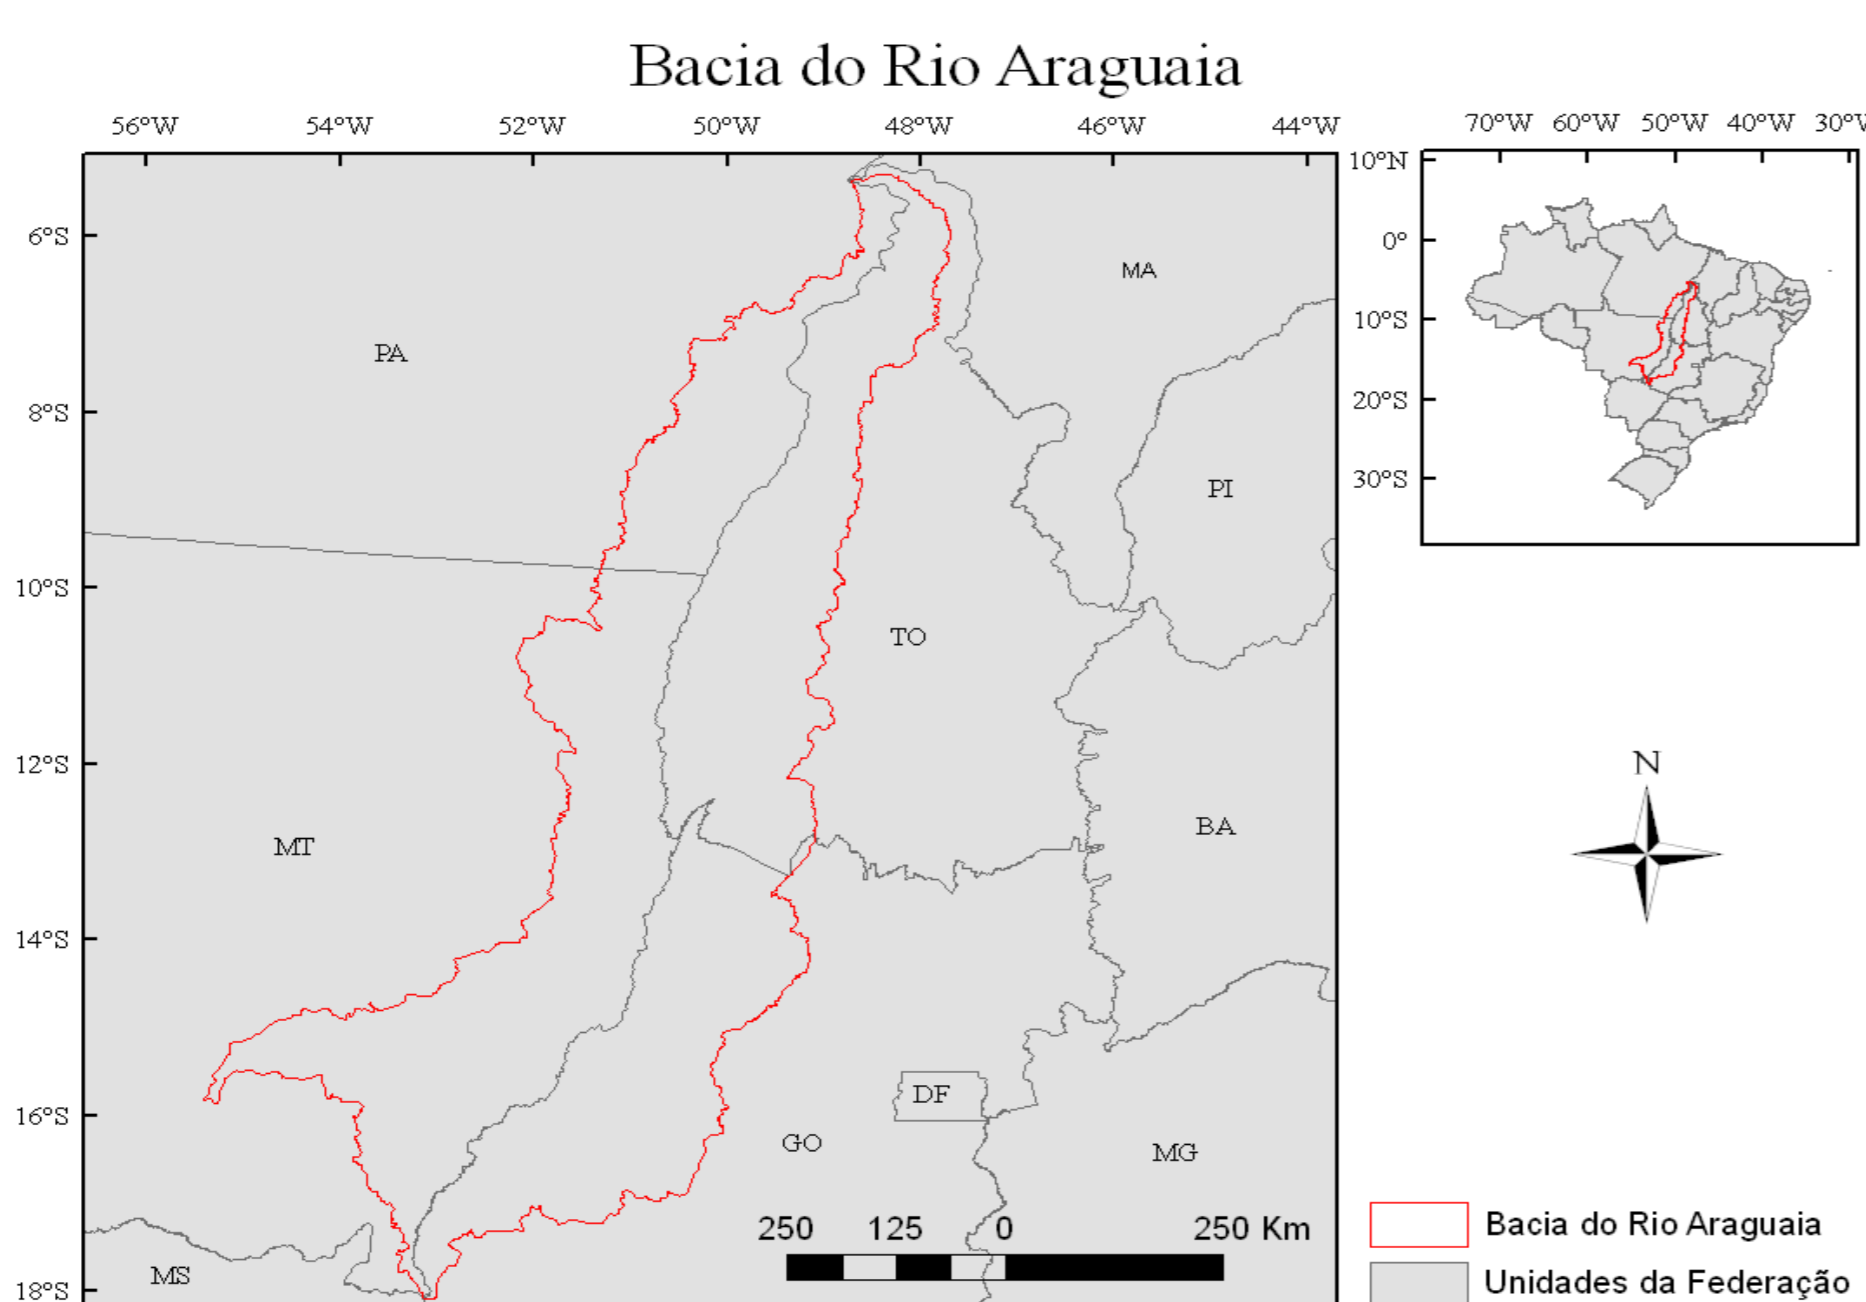 Bacia do Rio Araguaia
56°W 54°W 52°W 50°W 48°W 46°W 44°W
70°W 60°W 50°W 40°W 30°W
10°N
0°
10°S
20°S
30°S
6°S
8°S
10°S
12°S
14°S
16°S
18°S
MA
PA
PI
TO
N
BA
MT
DF
GO
MG
MS
250 125 0 250 Km
Bacia do Rio Araguaia
Unidades da Federação